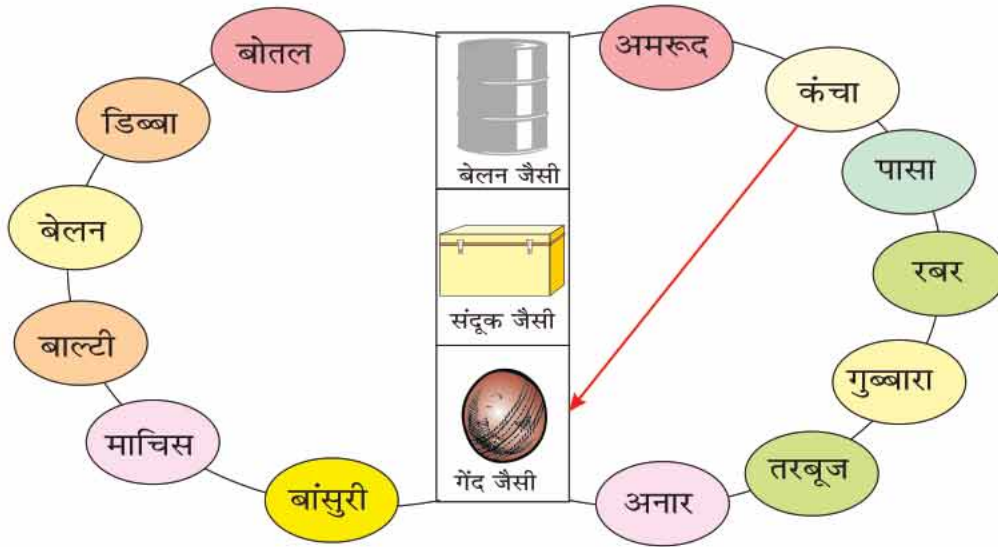 बोतल
अमरूद
कंचा
डिब्बा
पासा
बेलन जैसी
बेलन
रबर
संदूक जैसी
बाल्टी
गुब्बारा
माचिस
तरबूज
गेंद जैसी
बांसुरी
अनार